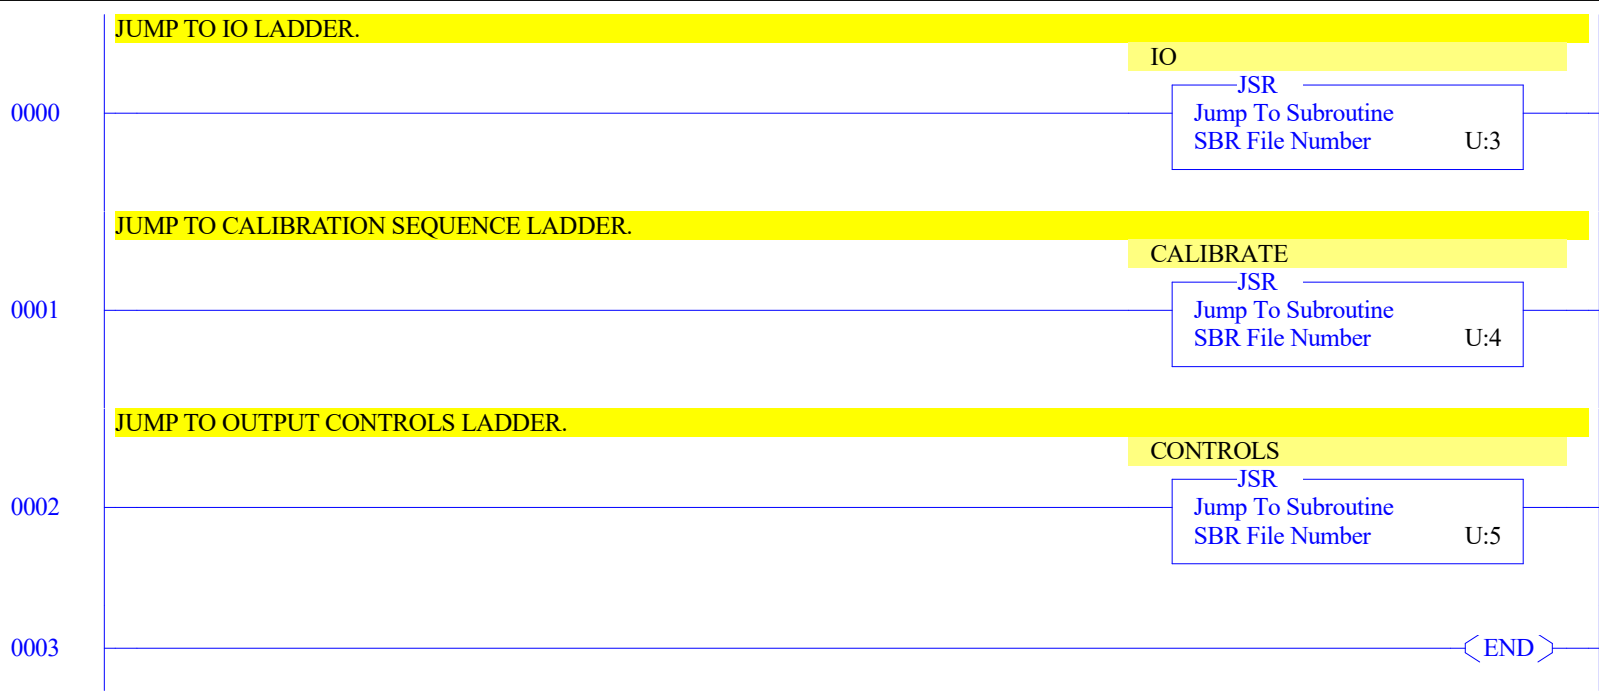 JUMP TO IO LADDER.
IO
JSR
0000
Jump To Subroutine
SBR File Number U:3
JUMP TO CALIBRATION SEQUENCE LADDER.
CALIBRATE
JSR
0001
Jump To Subroutine
SBR File Number U:4
JUMP TO OUTPUT CONTROLS LADDER.
CONTROLS
JSR
0002
Jump To Subroutine
SBR File Number U:5
0003
END